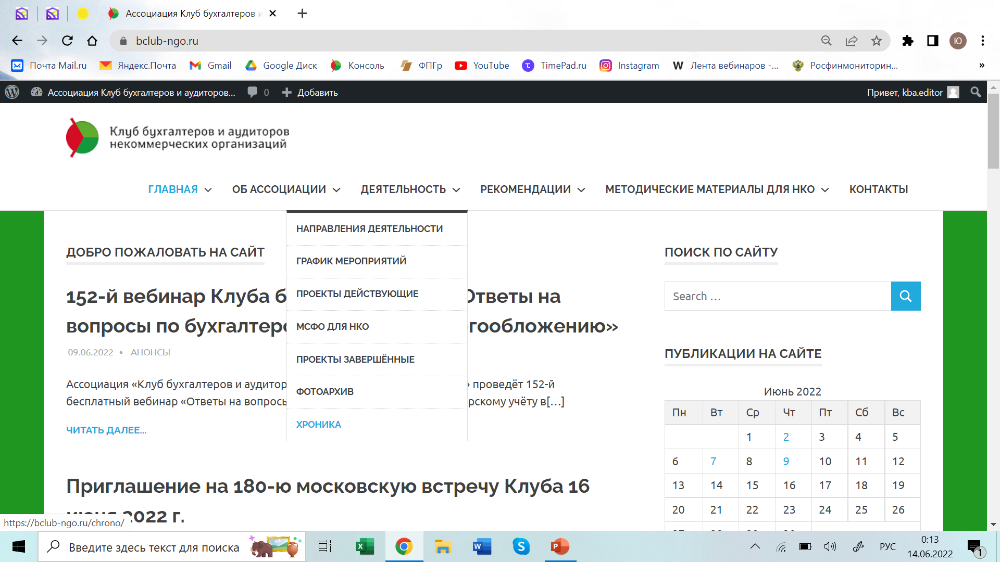 Ассоциация Клуб бухгалтеров и
bclub-ngo.ru
Ю
Почта Mail.ru
Яндекс.Почта
Gmail
Google Диск
Консоль
ФПГр
YouTube
TimePad.ru
Instagram
W Лента вебинаров -...
Росфинмониторин...
»
Ассоциация Клуб бухгалтеров и аудиторов...
0
Добавить
Привет, kba.editor
Клуб бухгалтеров и аудиторов
некоммерческих организаций
ГЛАВНАЯ
ОБ АССОЦИАЦИИ
ДЕЯТЕЛЬНОСТЬ
РЕКОМЕНДАЦИИ
МЕТОДИЧЕСКИЕ МАТЕРИАЛЫ ДЛЯ НКО
КОНТАКТЫ
НАПРАВЛЕНИЯ ДЕЯТЕЛЬНОСТИ
ГРАФИК МЕРОПРИЯТИЙ
ПРОЕКТЫ ДЕЙСТВУЮЩИЕ
МСФО ДЛЯ НКО
ПРОЕКТЫ ЗАВЕРШЁННЫЕ
ФОТОАРХИВ
ХРОНИКА
ДОБРО ПОЖАЛОВАТЬ НА САЙТ
152-й вебинар Клуба б Ответы на
вопросы по бухгалтер гообложению»
09.06.2022 • АНОНСЫ
Ассоциация «Клуб бухгалтеров и аудитор » проведёт 152-й
бесплатный вебинар «Ответы на вопрось рскому учёту в[…]
ЧИТАТЬ ДАЛЕЕ...
Приглашение на 180-ю московскую встречу Клуба 16
июня 2022 г.
https://bclub-ngo.ru/chrono/
ПОИСК ПО САЙТУ
Search …
ПУБЛИКАЦИИ НА САЙТЕ
Июнь 2022
Пн Вт Ср Чт Пт Сб Вс
1 2 3 4 5
6 7 8 9 10 11 12
13 14 15 16 17 18 19
20 21 22 23 24 25 26
Введите здесь текст для поиска
РУС
0:13
14.06.2022
1